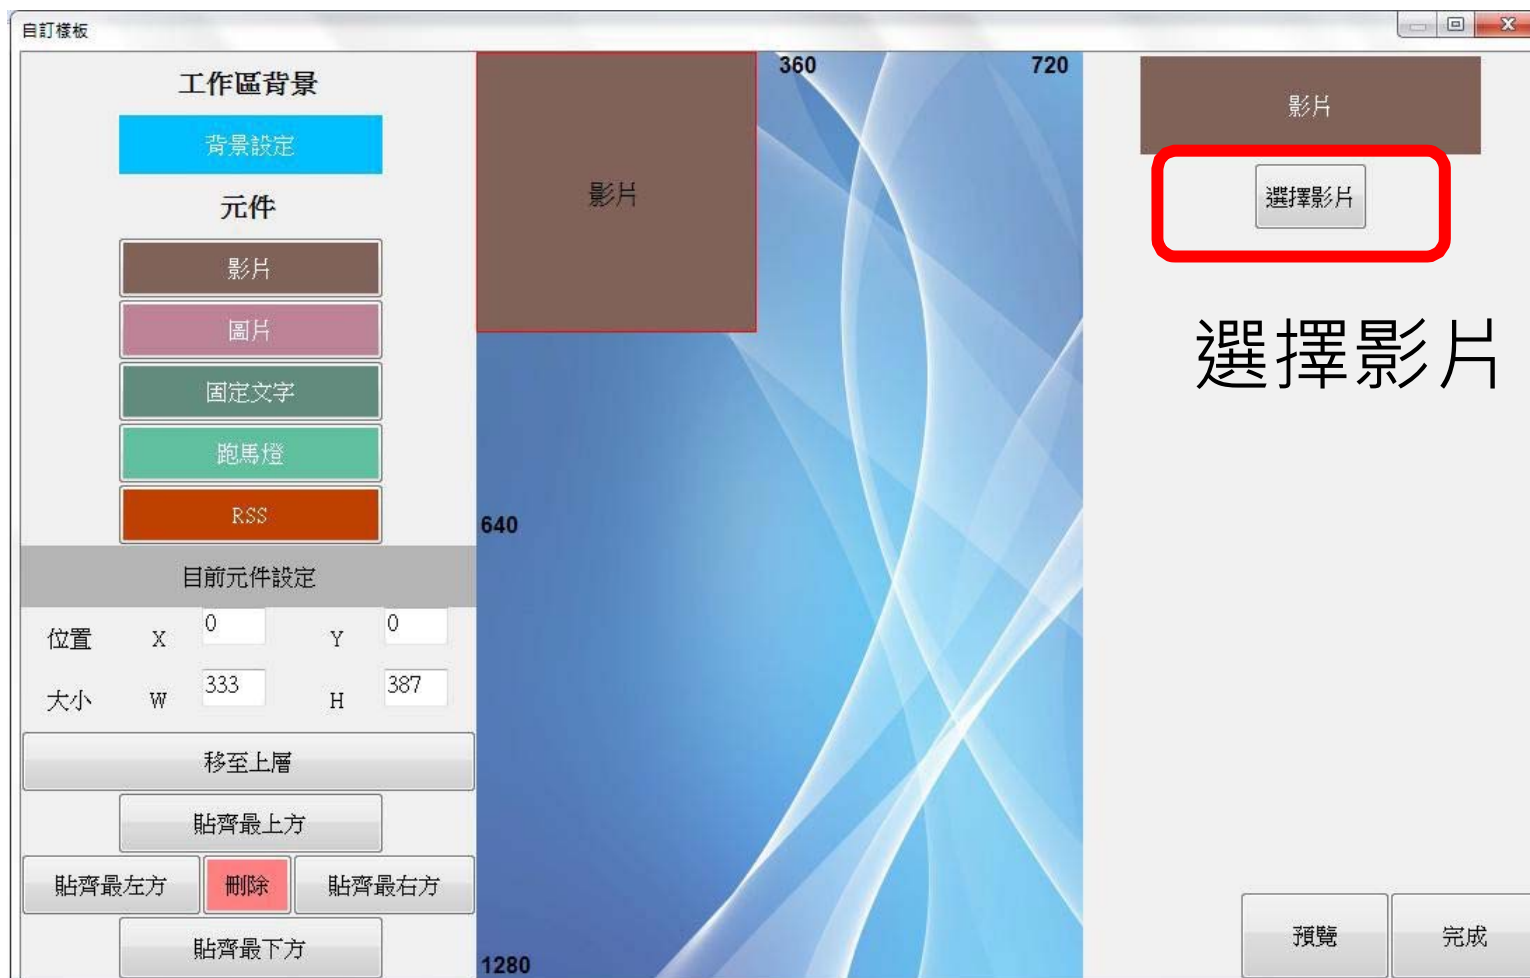 自訂樣板
工作區背景
背景設定
元件
影片
圖片
固定文字
跑馬燈
RSS
目前元件設定
位置 X 0 Y 0
大小 W 333 H 387
移至上層
貼齊最上方
貼齊最左方 刪除 貼齊最右方
貼齊最下方
360 720
影片
640
1280
影片
選擇影片
選擇影片
預覽 完成